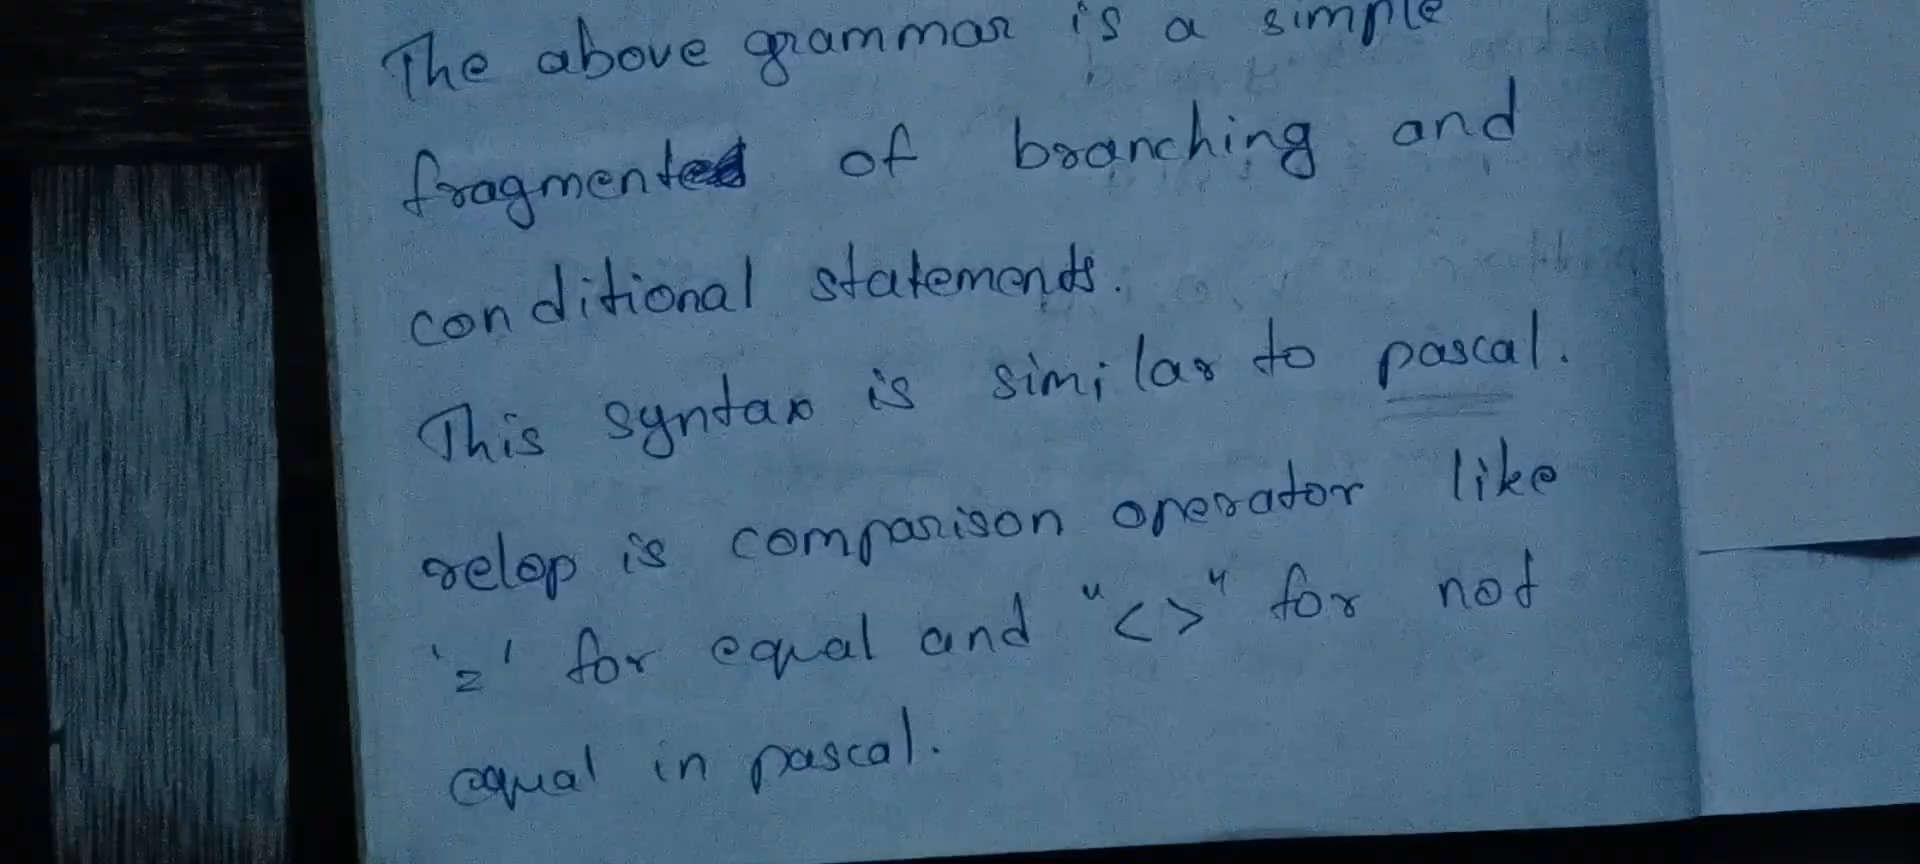 The above grammar is a simple
fragmented of branching and
conditional statements.
This syntax is similar to pascal.
relop is comparison operator like
'=' for equal and "<>" for not
equal in pascal.